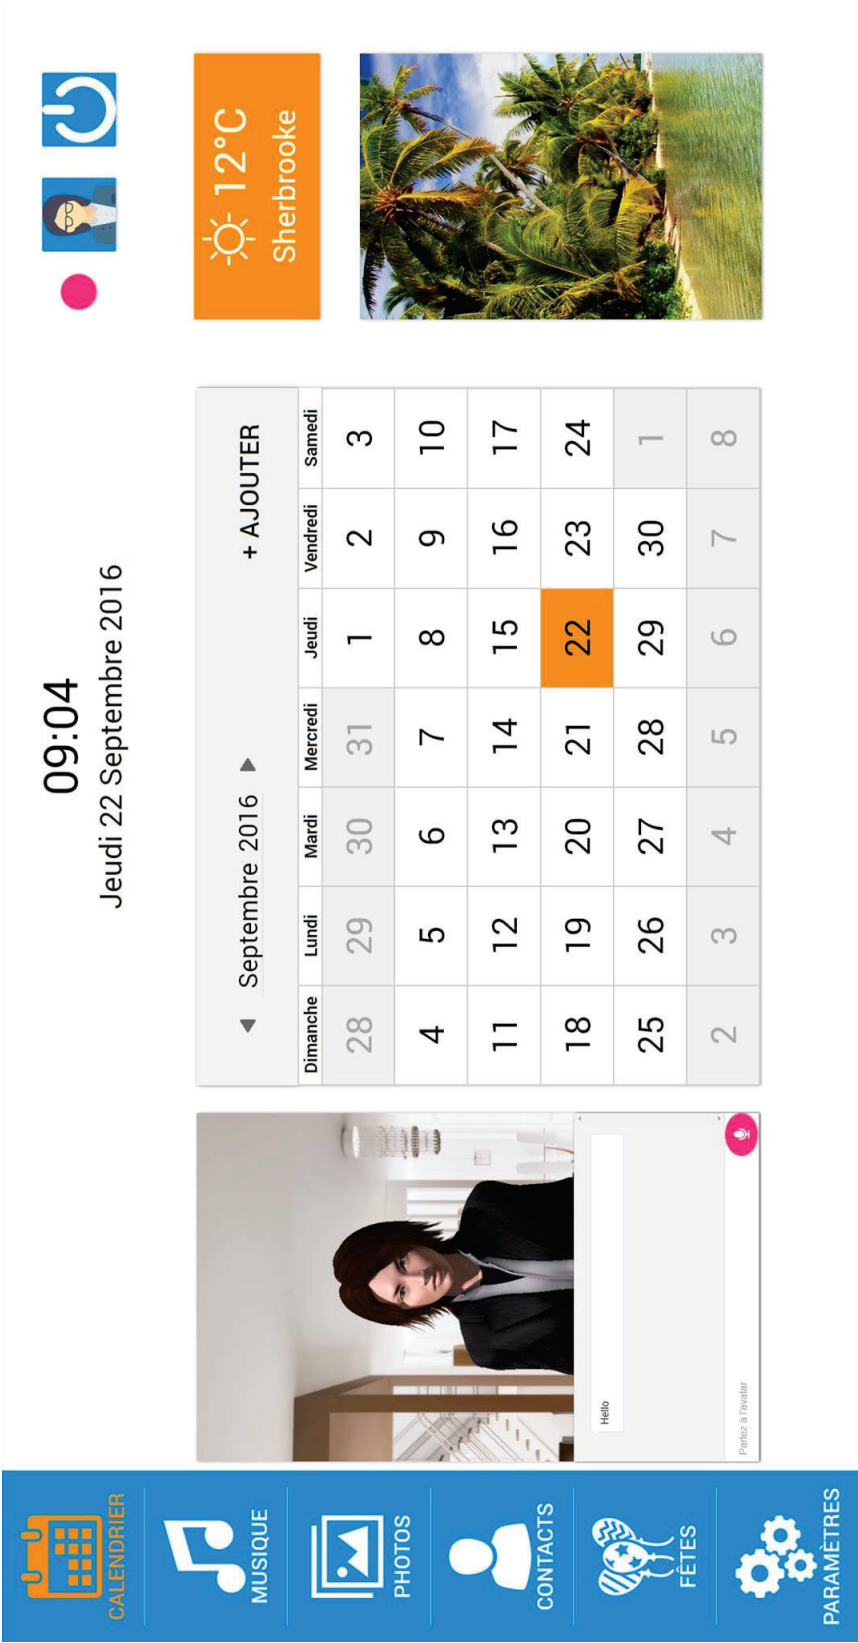 CALENDRIER
MUSIQUE
PHOTOS
CONTACTS
FÊTES
PARAMÈTRES
09:04
Jeudi 22 Septembre 2016
Hello
Parlez à l'avatar
Septembre 2016
+ AJOUTER
Dimanche Lundi Mardi Mercredi Jeudi Vendredi Samedi
28 29 30 31 1 2 3
4 5 6 7 8 9 10
11 12 13 14 15 16 17
18 19 20 21 22 23 24
25 26 27 28 29 30 1
2 3 4 5 6 7 8
12°C
Sherbrooke